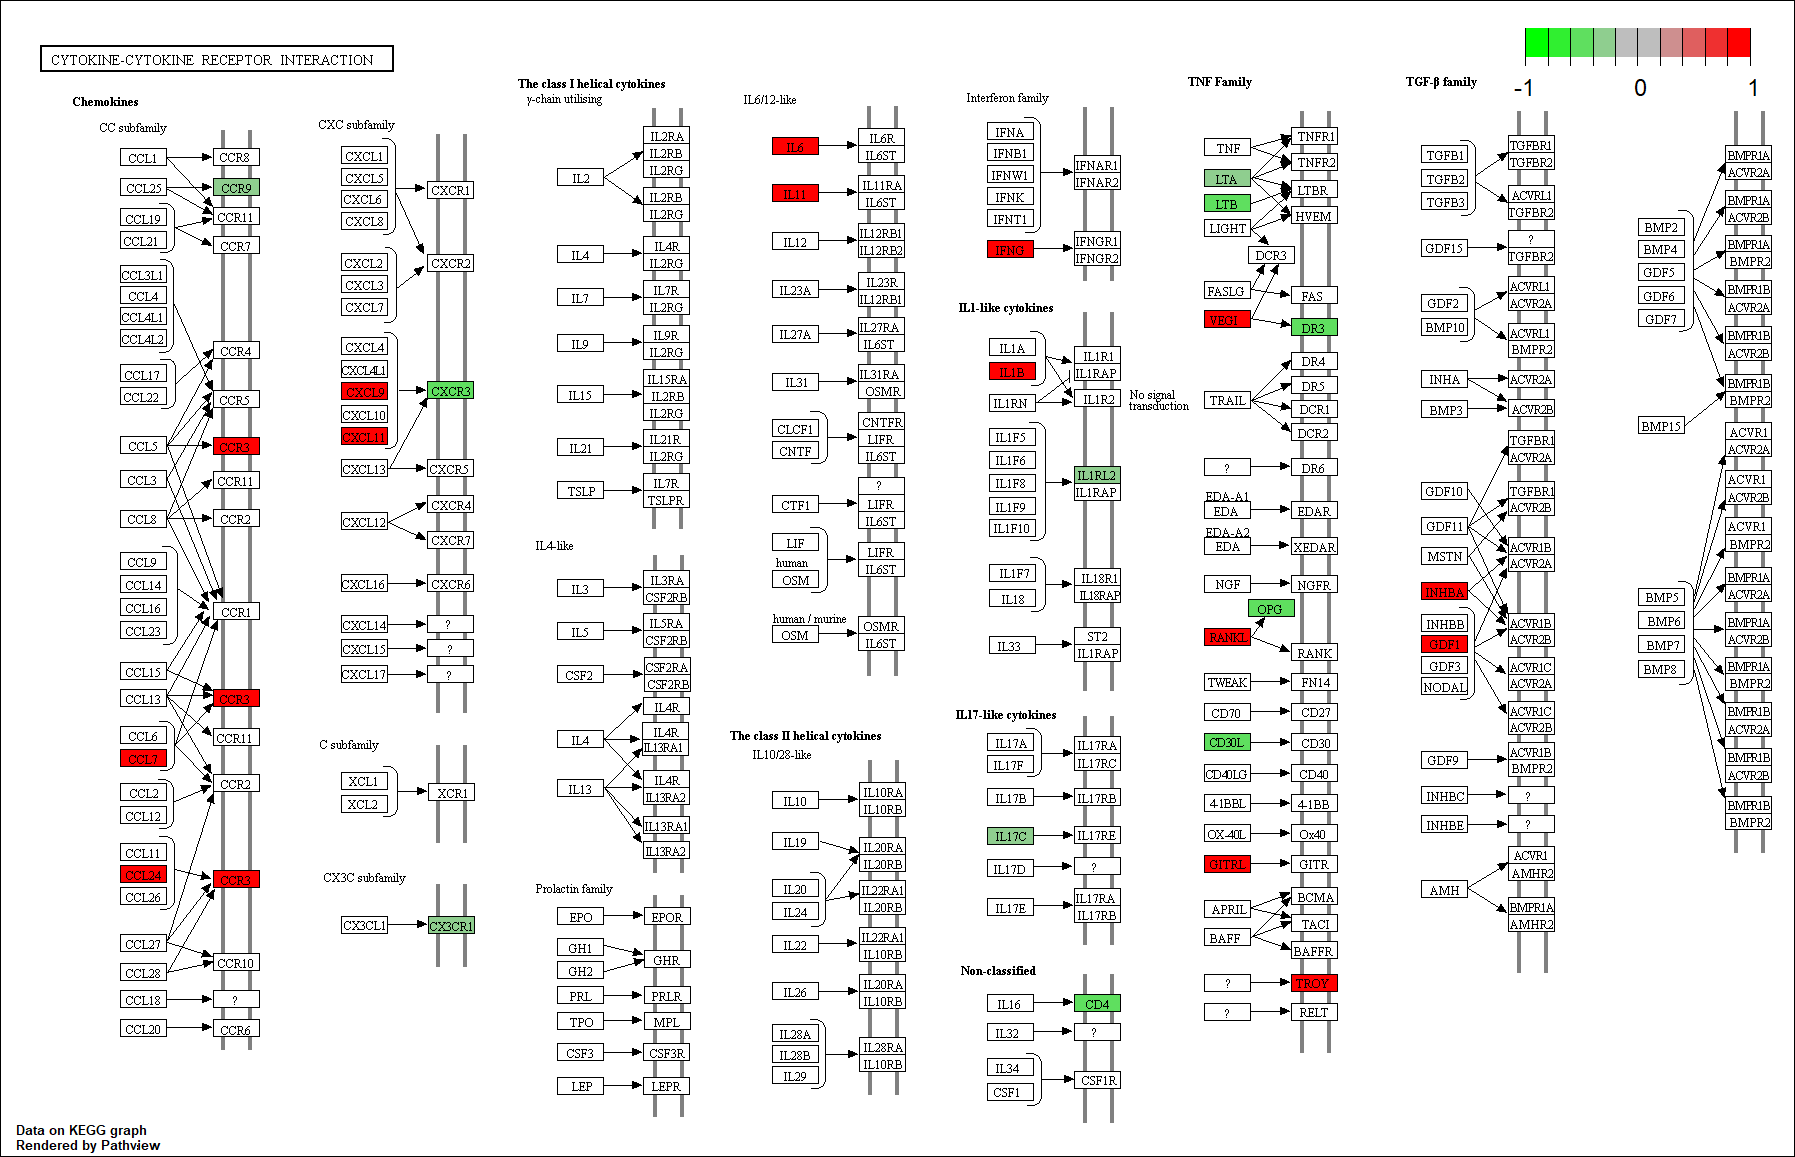 CYTOKINE-CYTOKINE RECEPTOR INTERACTION
-1
0
1
Chemokines
CC subfamily
CCL1
CCR8
CCL25
CCR9
CCL19
CCR11
CCL21
CCR7
CCL3L1
CCL4
CCL4L1
CCL4L2
CCR4
CCL17
CCL22
CCR5
CCL5
CCR3
CCL3
CCR11
CCL8
CCR2
CCL9
CCL14
CCL16
CCL23
CCR1
CCL15
CCL13
CCR3
CCL6
CCR11
CCL7
CCR2
CCL2
CCL12
CCL11
CCL24
CCR3
CCL26
CCL27
CCR10
CCL28
CCL18
?
CCL20
CCR6
CXC subfamily
CXCL1
CXCL5
CXCR1
CXCL6
CXCL8
CXCL2
CXCR2
CXCL3
CXCL7
CXCL4
CXCL4L1
CXCL9
CXCR3
CXCL10
CXCL11
CXCL13
CXCR5
CXCR4
CXCL12
CXCR7
CXCL16
CXCR6
CXCL14
?
CXCL15
?
CXCL17
?
C subfamily
XCL1
XCR1
XCL2
CX3C subfamily
CX3CL1
CX3CR1
The class I helical cytokines
γ-chain utilising
IL2RA
IL2RB
IL2RG
IL2
IL2RB
IL2RG
IL4
IL4R
IL2RG
IL7
IL7R
IL2RG
IL9
IL9R
IL2RG
IL15
IL15RA
IL2RB
IL2RG
IL21
IL21R
IL2RG
TSLP
IL7R
TSLPR
IL4-like
IL3
IL3RA
CSF2RB
IL5
IL5RA
CSF2RB
CSF2
CSF2RA
CSF2RB
IL4R
IL4
IL4R
IL13RA1
IL13
IL4R
IL13RA2
IL13RA1
IL13RA2
Prolactin family
EPO
EPOR
GH1
GH2
GHR
PRL
PRLR
TPO
MPL
CSF3
CSF3R
LEP
LEPR
IL6/12-like
IL6
IL6R
IL6ST
IL11
IL11RA
IL6ST
IL12
IL12RB1
IL12RB2
IL23A
IL23R
IL12RB1
IL27A
IL27RA
IL6ST
IL31
IL31RA
OSMR
CLCF1
CNTF
CNTFR
LIFR
IL6ST
CTF1
?
LIFR
IL6ST
LIF
human
OSM
LIFR
IL6ST
human / murine
OSM
OSMR
IL6ST
The class II helical cytokines
IL10/28-like
IL10
IL10RA
IL10RB
IL19
IL20RA
IL20RB
IL20
IL24
IL22RA1
IL20RB
IL22
IL22RA1
IL10RB
IL26
IL20RA
IL10RB
IL28A
IL28B
IL29
IL28RA
IL10RB
Interferon family
IFNA
IFNB1
IFNW1
IFNK
IFNT1
IFNAR1
IFNAR2
IFNG
IFNGR1
IFNGR2
IL1-like cytokines
IL1A
IL1B
IL1R1
IL1RAP
IL1RN
IL1R2
No signal
transduction
IL1F5
IL1F6
IL1F8
IL1F9
IL1F10
IL1RL2
IL1RAP
IL1F7
IL18
IL18R1
IL18RAP
IL33
ST2
IL1RAP
IL17-like cytokines
IL17A
IL17F
IL17RA
IL17RC
IL17B
IL17RB
IL17C
IL17RE
IL17D
?
IL17E
IL17RA
IL17RB
Non-classified
IL16
CD4
IL32
?
IL34
CSF1
CSF1R
TNF Family
TNF
TNFR1
TNFR2
LTA
LTBR
LTB
HVEM
LIGHT
DCR3
FASLG
FAS
VEGI
DR3
DR4
DR5
TRAIL
DCR1
DCR2
?
DR6
EDA-A1
EDA
EDAR
EDA-A2
EDA
XEDAR
NGF
NGFR
OPG
RANKL
RANK
TWEAK
FN14
CD70
CD27
CD30L
CD30
CD40LG
CD40
4-1BBL
4-1BB
OX-40L
Ox40
GITRL
GITR
BCMA
APRIL
TACI
BAFF
BAFFR
?
TROY
?
RELT
TGF-β family
TGFB1
TGFB2
TGFB3
TGFBR1
TGFBR2
ACVRL1
TGFBR2
GDF15
?
TGFBR2
GDF2
BMP10
ACVRL1
ACVR2A
ACVRL1
BMPR2
INHA
ACVR2A
BMP3
ACVR2B
TGFBR1
ACVR2A
GDF10
TGFBR1
ACVR2B
GDF11
MSTN
ACVR1B
ACVR2A
INHBA
INHBB
GDF1
GDF3
NODAL
ACVR1B
ACVR2B
ACVR1C
ACVR2A
ACVR1C
ACVR2B
GDF9
ACVR1B
BMPR2
INHBC
?
INHBE
?
AMH
ACVR1
AMHR2
BMPR1A
AMHR2
BMP2
BMP4
GDF5
GDF6
GDF7
BMPR1A
ACVR2A
BMPR1A
ACVR2B
BMPR1A
BMPR2
BMPR1B
ACVR2A
BMPR1B
ACVR2B
BMPR1B
BMPR2
BMP15
ACVR1
ACVR2A
ACVR1
ACVR2B
ACVR1
BMPR2
BMP5
BMP6
BMP7
BMP8
BMPR1A
ACVR2A
BMPR1A
ACVR2B
BMPR1A
BMPR2
BMPR1B
ACVR2A
BMPR1B
ACVR2B
BMPR1B
BMPR2
Data on KEGG graph
Rendered by Pathview